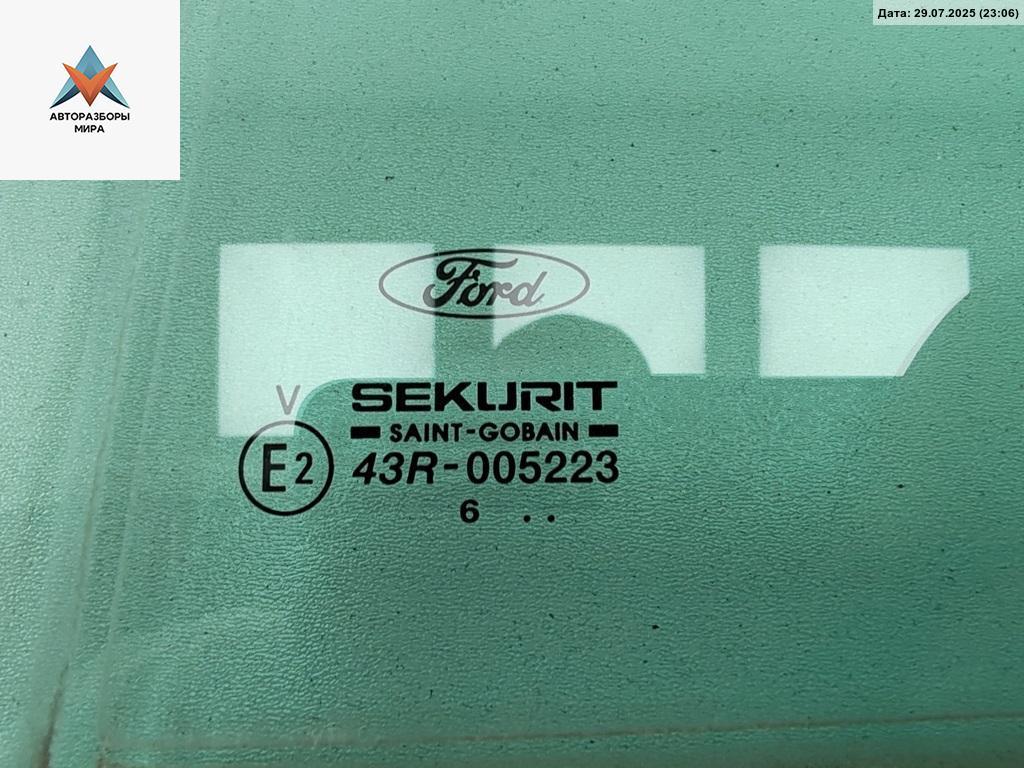 Дата: 29.07.2025 (23:06)
АВТОРАЗБОРЫ
МИРА
Ford
V
SEKURIT
SAINT-GOBAIN
E2 43R-005223
6 . .